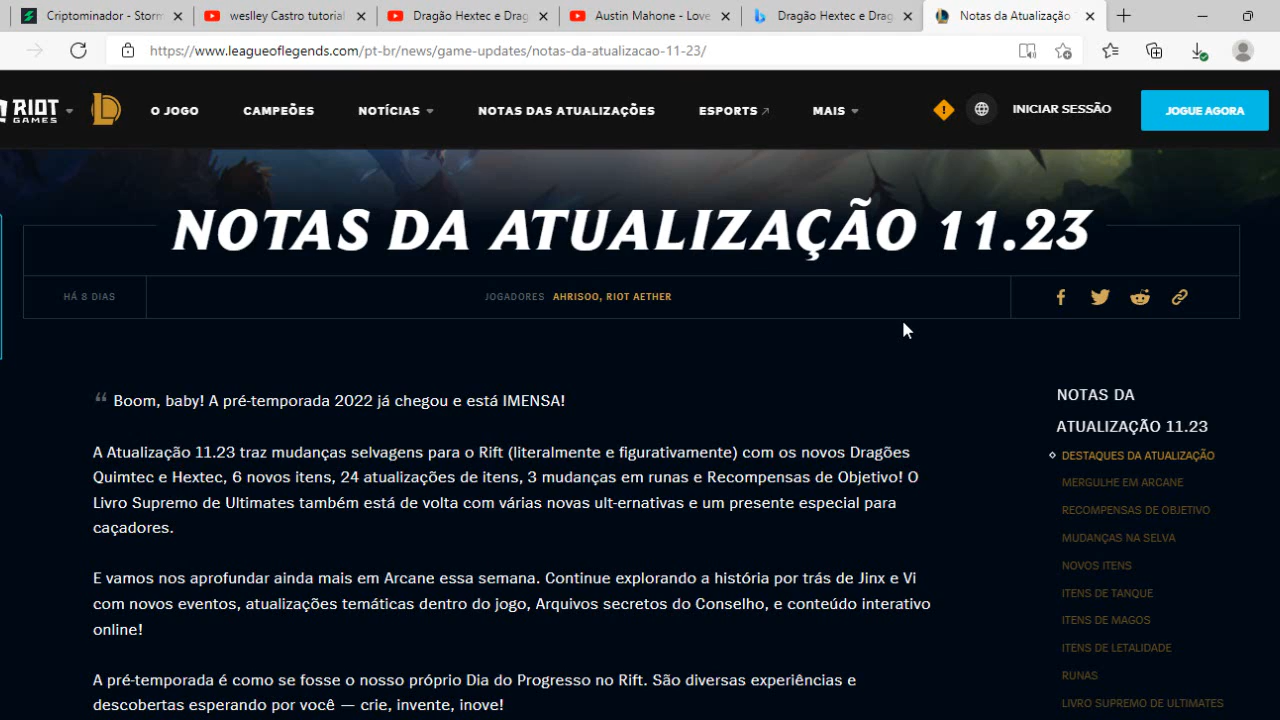 Criptominador - Storm
weslley Castro tutorial
Dragão Hextec e Drag
Austin Mahone - Love
Dragão Hextec e Drag
Notas da Atualização
https://www.leagueoflegends.com/pt-br/news/game-updates/notas-da-atualizacao-11-23/
RIOT GAMES
O JOGO
CAMPEÕES
NOTÍCIAS
NOTAS DAS ATUALIZAÇÕES
ESPORTS
MAIS
INICIAR SESSÃO
JOGUE AGORA
NOTAS DA ATUALIZAÇÃO 11.23
HÁ 8 DIAS
JOGADORES AHRISOO, RIOT AETHER
“ Boom, baby! A pré-temporada 2022 já chegou e está IMENSA!
A Atualização 11.23 traz mudanças selvagens para o Rift (literalmente e figurativamente) com os novos Dragões
Quimtec e Hextec, 6 novos itens, 24 atualizações de itens, 3 mudanças em runas e Recompensas de Objetivo! O
Livro Supremo de Ultimates também está de volta com várias novas ult-ernativas e um presente especial para
caçadores.
E vamos nos aprofundar ainda mais em Arcane essa semana. Continue explorando a história por trás de Jinx e Vi
com novos eventos, atualizações temáticas dentro do jogo, Arquivos secretos do Conselho, e conteúdo interativo
online!
A pré-temporada é como se fosse o nosso próprio Dia do Progresso no Rift. São diversas experiências e
descobertas esperando por você — crie, invente, inove!
NOTAS DA
ATUALIZAÇÃO 11.23
DESTAQUES DA ATUALIZAÇÃO
MERGULHE EM ARCANE
RECOMPENSAS DE OBJETIVO
MUDANÇAS NA SELVA
NOVOS ITENS
ITENS DE TANQUE
ITENS DE MAGOS
ITENS DE LETALIDADE
RUNAS
LIVRO SUPREMO DE ULTIMATES